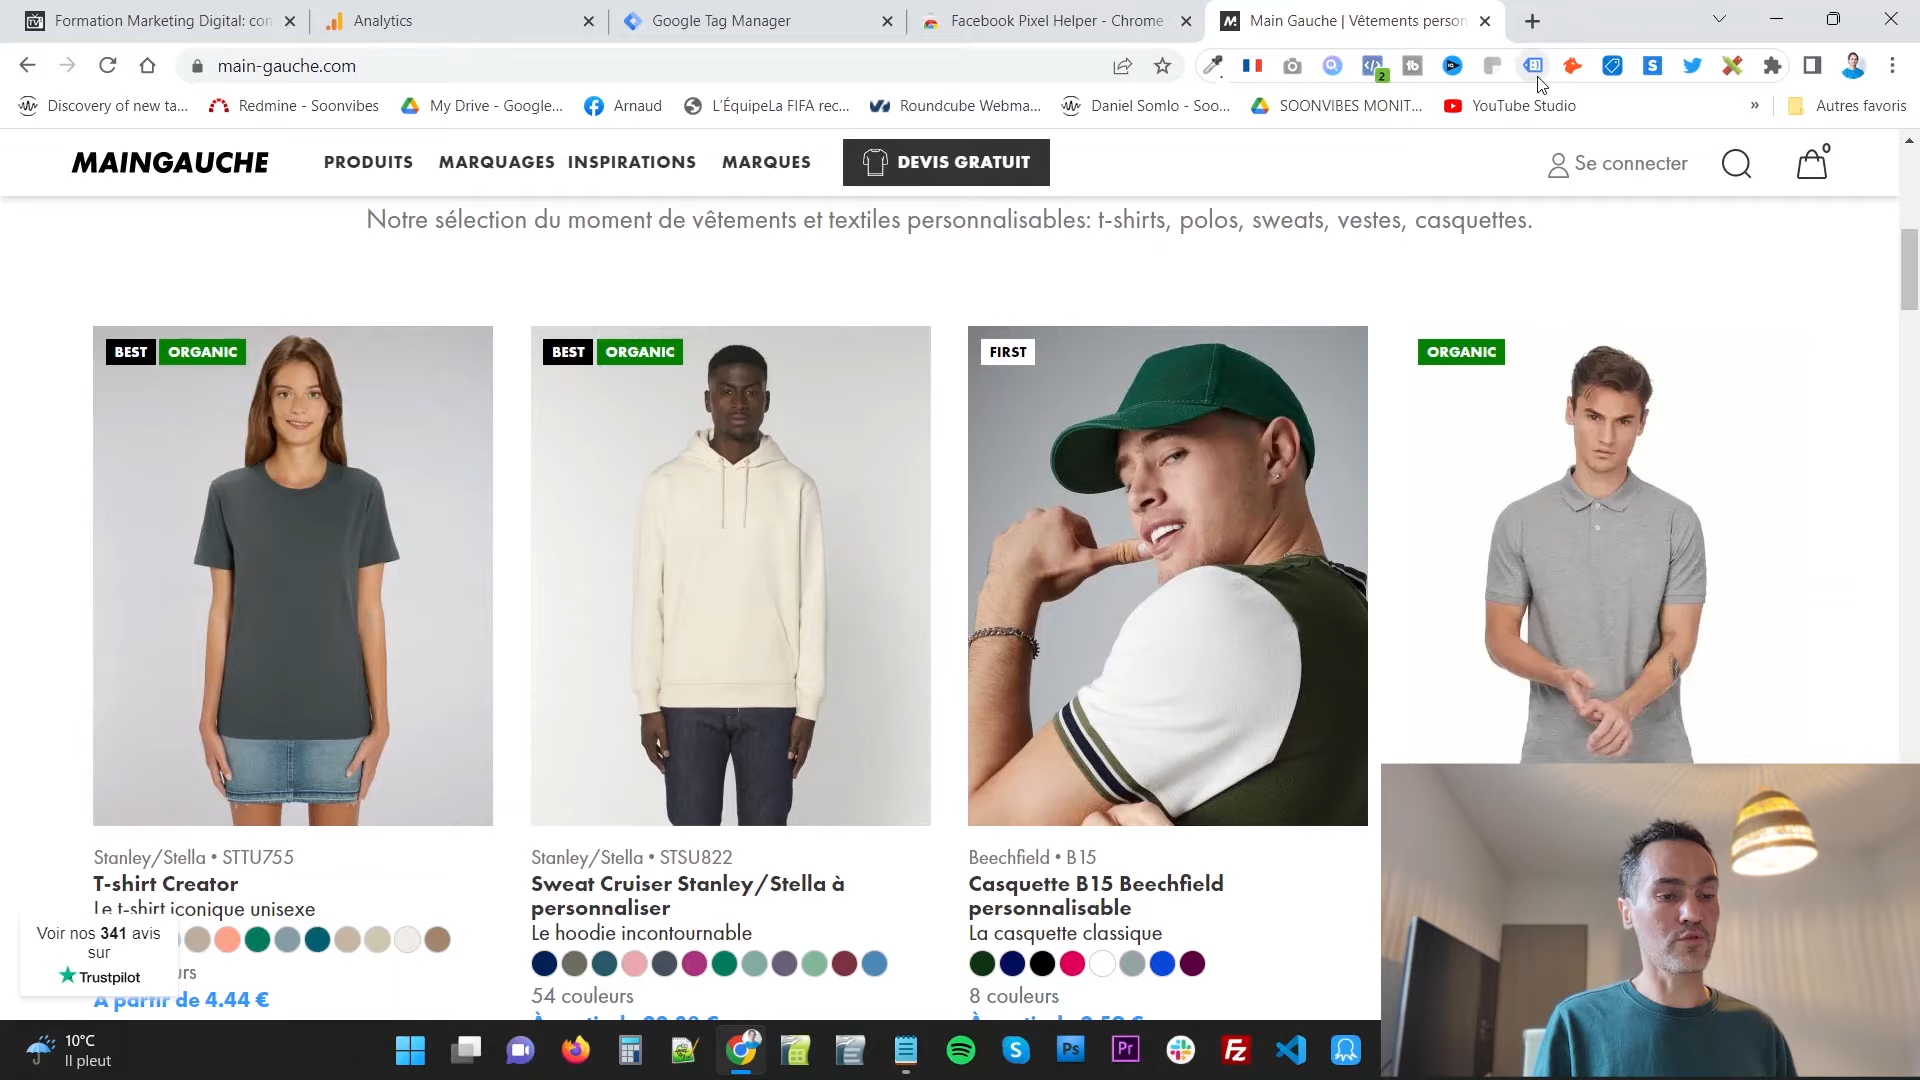 Formation Marketing Digital: con
Analytics
Google Tag Manager
Facebook Pixel Helper - Chrome
Main Gauche | Vêtements person
main-gauche.com
2
Discovery of new ta...
Redmine - Soonvibes
My Drive - Google...
Arnaud
L'ÉquipeLa FIFA rec...
Roundcube Webma...
Daniel Somlo - Soo...
SOONVIBES MONIT...
YouTube Studio
»
Autres favoris
MAINGAUCHE
PRODUITS
MARQUAGES
INSPIRATIONS
MARQUES
DEVIS GRATUIT
Se connecter
0
Notre sélection du moment de vêtements et textiles personnalisables: t-shirts, polos, sweats, vestes, casquettes.
BEST ORGANIC
BEST ORGANIC
FIRST
ORGANIC
Stanley/Stella • STTU755
T-shirt Creator
Le t-shirt iconique unisexe
À partir de 4.44 €
Stanley/Stella • STSU822
Sweat Cruiser Stanley/Stella à
personnaliser
Le hoodie incontournable
54 couleurs
Beechfield • B15
Casquette B15 Beechfield
personnalisable
La casquette classique
8 couleurs
Voir nos 341 avis
sur
Trustpilot
10°C
Il pleut